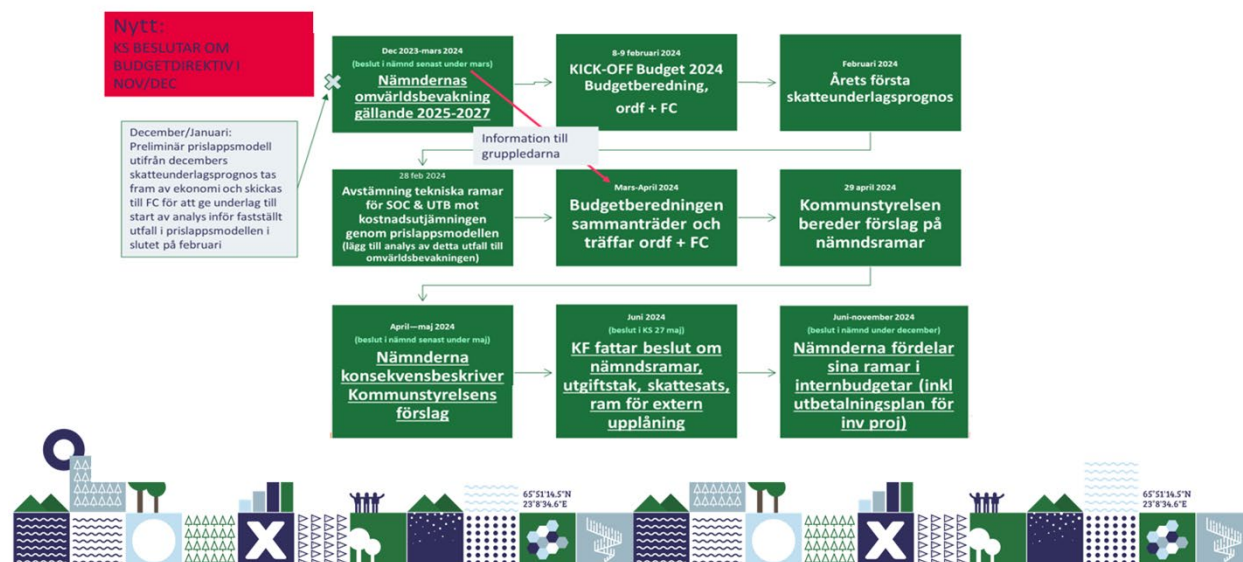 Nytt:
KS BESLUTAR OM
BUDGETDIREKTIV I
NOV/DEC
December/Januari:
Preliminär prislappsmodell
utifrån decembers
skatteunderlagsprognos tas
fram av ekonomi och skickas
till FC för att ge underlag till
start av analys inför fastställt
utfall i prislappsmodellen i
slutet på februari
Dec 2023-mars 2024
(beslut i nämnd senast under mars)
Nämndernas
omvärldsbevakning
gällande 2025-2027
8-9 februari 2024
KICK-OFF Budget 2024
Budgetberedning,
ordf + FC
Februari 2024
Årets första
skatteunderlagsprognos
Information till
gruppledarna
28 feb 2024
Avstämning tekniska ramar
för SOC & UTB mot
kostnadsutjämningen
genom prislappsmodellen
(lägg till analys av detta utfall till
omvärldsbevakningen)
Mars-April 2024
Budgetberedningen
sammanträder och
träffar ordf + FC
29 april 2024
Kommunstyrelsen
bereder förslag på
nämndsramar
April—maj 2024
(beslut i nämnd senast under maj)
Nämnderna
konsekvensbeskriver
Kommunstyrelsens
förslag
Juni 2024
(beslut i KS 27 maj)
KF fattar beslut om
nämndsramar,
utgiftstak, skattesats,
ram för extern
upplåning
Juni-november 2024
(beslut i nämnd under december)
Nämnderna fördelar
sina ramar i
internbudgetar (inkl
utbetalningsplan för
inv proj)
65°51'14.5"N
23°8'34.6"E
65°51'14.5"N
23°8'34.6"E